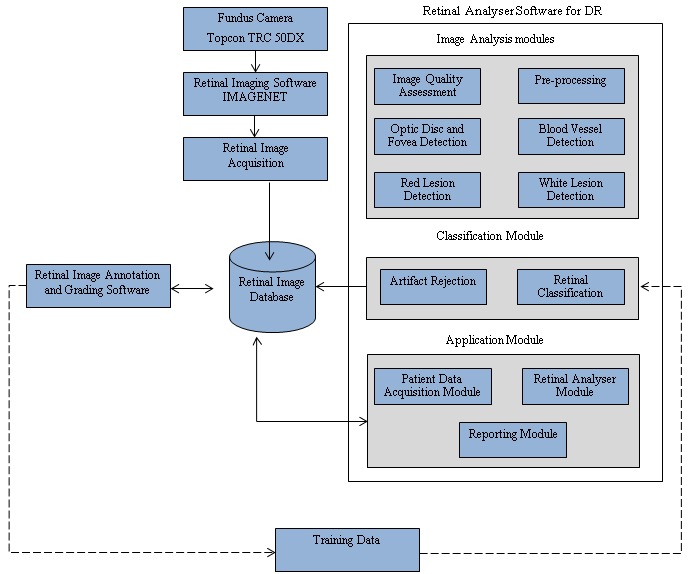 Fundus Camera
Topcon TRC 50DX
Retinal Imaging Software
IMAGENET
Retinal Image
Acquisition
Retinal Image Annotation
and Grading Software
Retinal Image
Database
Retinal Analyser Software for DR
Image Analysis modules
Image Quality
Assessment
Pre-processing
Optic Disc and
Fovea Detection
Blood Vessel
Detection
Red Lesion
Detection
White Lesion
Detection
Classification Module
Artifact Rejection
Retinal
Classification
Application Module
Patient Data
Acquisition Module
Retinal Analyser
Module
Reporting Module
Training Data